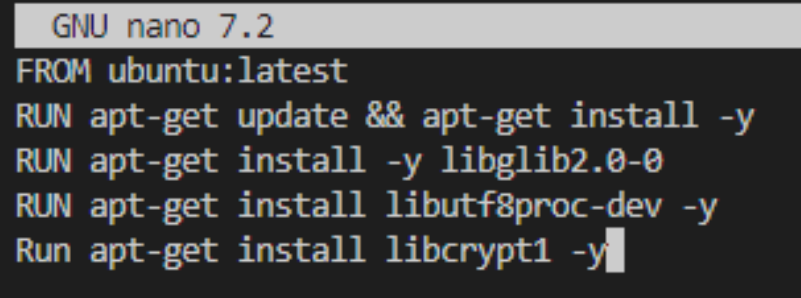 GNU nano 7.2
FROM ubuntu:latest
RUN apt-get update && apt-get install -y
RUN apt-get install -y libglib2.0-0
RUN apt-get install libutf8proc-dev -y
Run apt-get install libcrypt1 -y